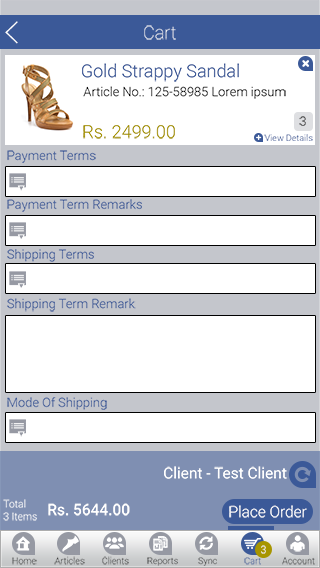 Cart
Gold Strappy Sandal
Article No.: 125-58985 Lorem ipsum
Rs. 2499.00
3
View Details
Payment Terms
Payment Term Remarks
Shipping Terms
Shipping Term Remark
Mode Of Shipping
Client - Test Client
Total
3 Items
Rs. 5644.00
Place Order
Home
Articles
Clients
Reports
Sync
Cart
3
Account